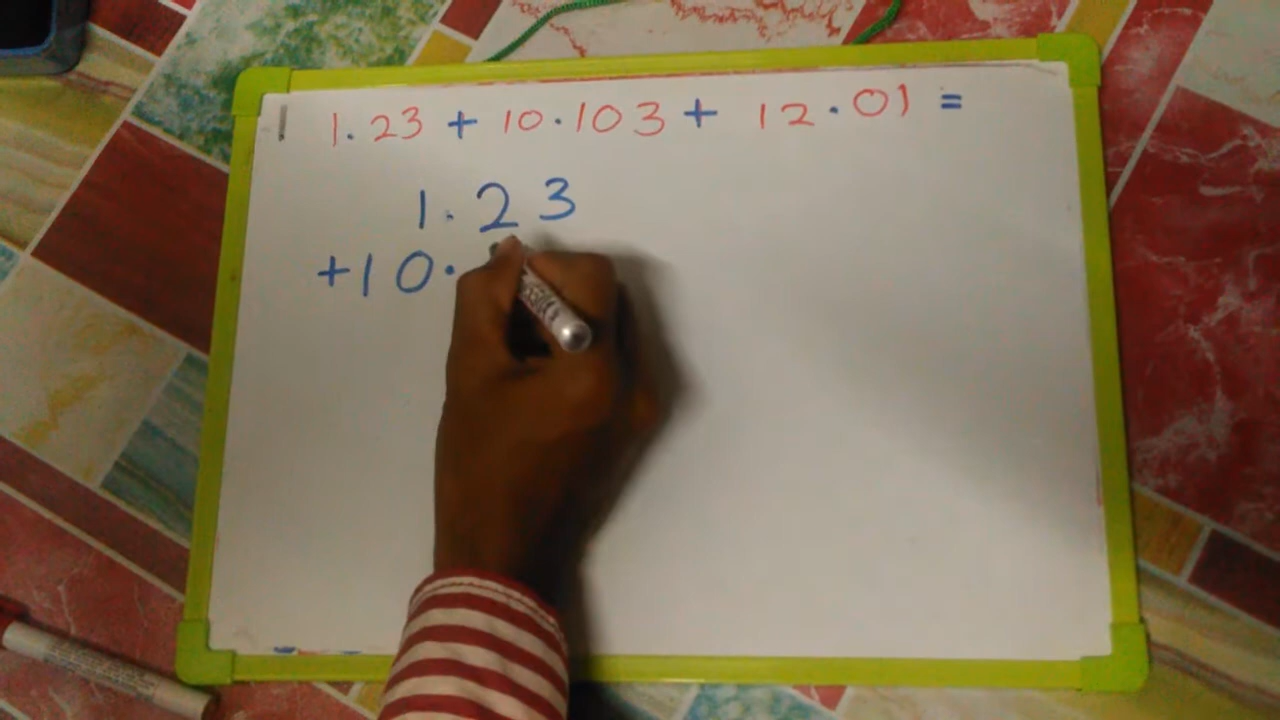 1.23 + 10.103 + 12.01 =
1.23
+10.